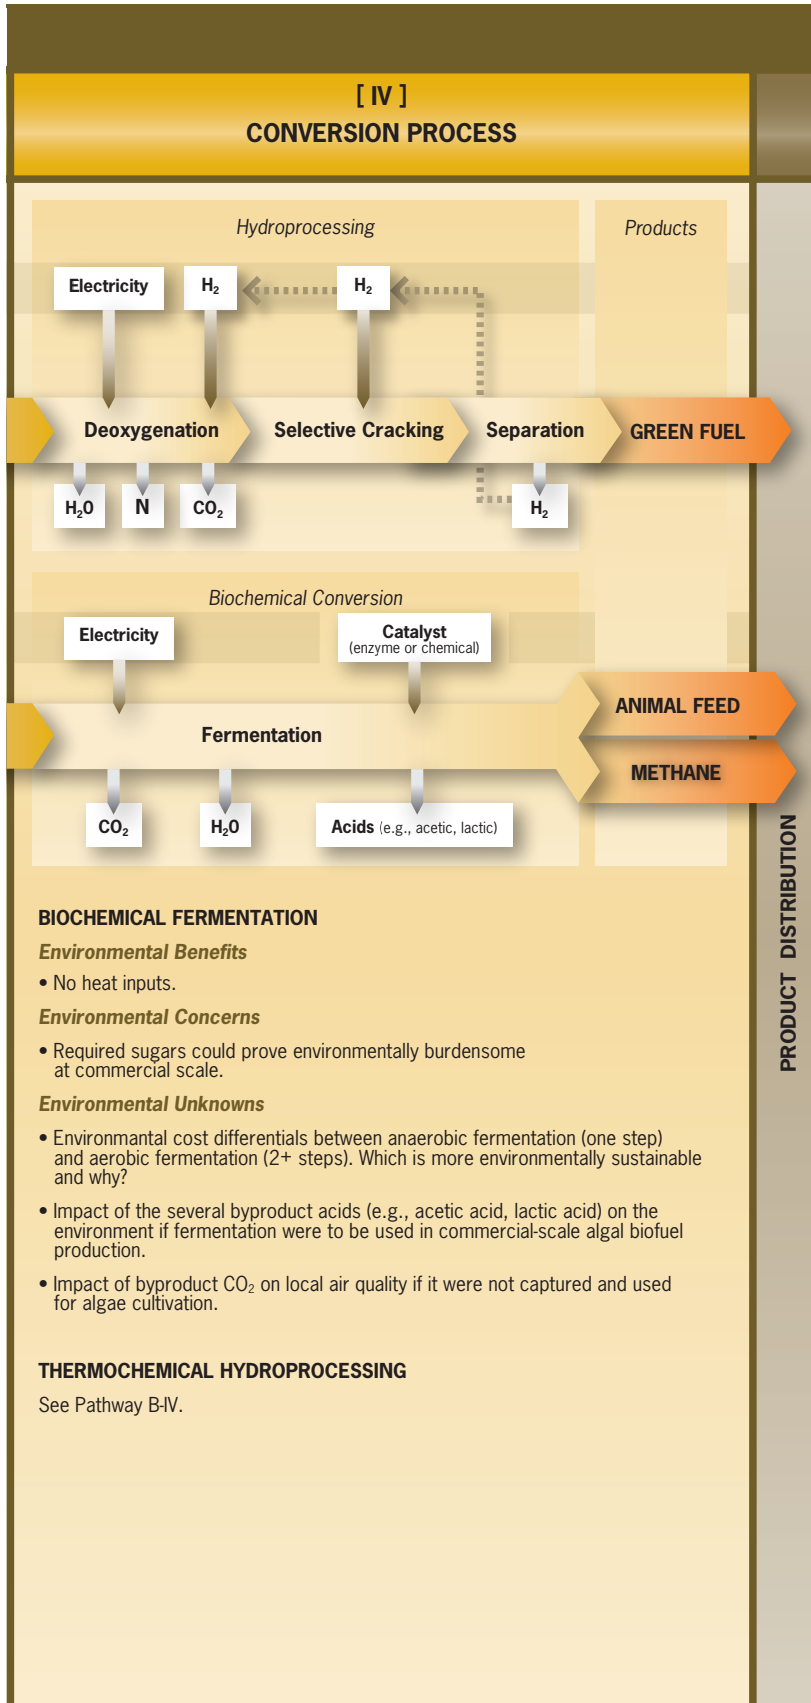 [ IV ]
CONVERSION PROCESS
Hydroprocessing
Products
Electricity
H₂
H₂
Deoxygenation
Selective Cracking
Separation
GREEN FUEL
H₂O
N
CO₂
H₂
Biochemical Conversion
Electricity
Catalyst
(enzyme or chemical)
Fermentation
ANIMAL FEED
METHANE
CO₂
H₂O
Acids (e.g., acetic, lactic)
BIOCHEMICAL FERMENTATION
Environmental Benefits
• No heat inputs.
Environmental Concerns
• Required sugars could prove environmentally burdensome
at commercial scale.
Environmental Unknowns
• Environmantal cost differentials between anaerobic fermentation (one step)
and aerobic fermentation (2+ steps). Which is more environmentally sustainable
and why?
• Impact of the several byproduct acids (e.g., acetic acid, lactic acid) on the
environment if fermentation were to be used in commercial-scale algal biofuel
production.
• Impact of byproduct CO₂ on local air quality if it were not captured and used
for algae cultivation.
THERMOCHEMICAL HYDROPROCESSING
See Pathway B-IV.
PRODUCT DISTRIBUTION